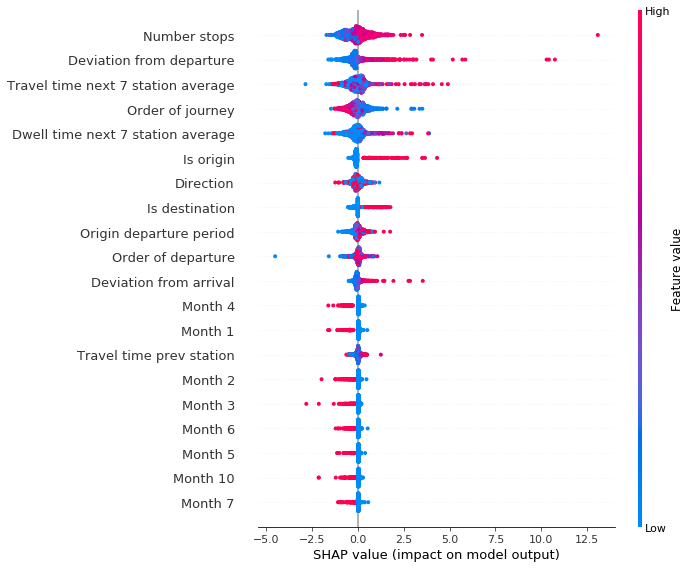 High
Number stops
Deviation from departure
Travel time next 7 station average
Order of journey
Dwell time next 7 station average
Is origin
Direction
Is destination
Origin departure period
Order of departure
Deviation from arrival
Month 4
Month 1
Travel time prev station
Month 2
Month 3
Month 6
Month 5
Month 10
Month 7
Feature value
Low
−5.0 −2.5 0.0 2.5 5.0 7.5 10.0 12.5
SHAP value (impact on model output)